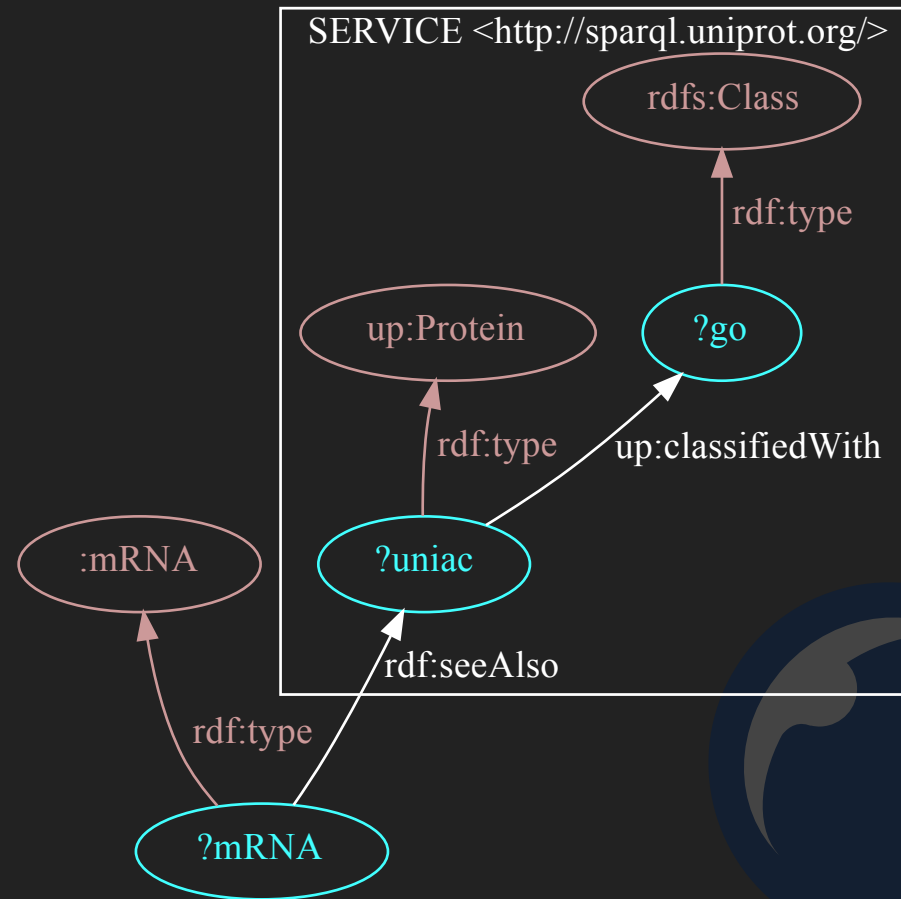 SERVICE <http://sparql.uniprot.org/>
rdfs:Class
rdf:type
up:Protein
?go
rdf:type
up:classifiedWith
:mRNA
?uniac
rdf:seeAlso
rdf:type
?mRNA